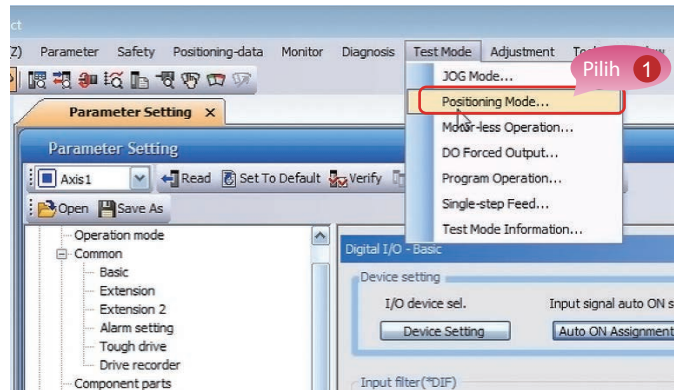 ct
Z) Parameter Safety Positioning-data Monitor Diagnosis Test Mode Adjustment
Pilih 1
JOG Mode...
Positioning Mode...
Motor-less Operation...
DO Forced Output...
Program Operation...
Single-step Feed...
Test Mode Information...
Parameter Setting X
Parameter Setting
Axis1 Read Set To Default Verify
Open Save As
Operation mode
Common
Basic
Extension
Extension 2
Alarm setting
Tough drive
Drive recorder
Component parts
Digital I/O - Basic
Device setting
I/O device sel. Input signal auto ON s
Device Setting Auto ON Assignment
Input filter(*DIF)